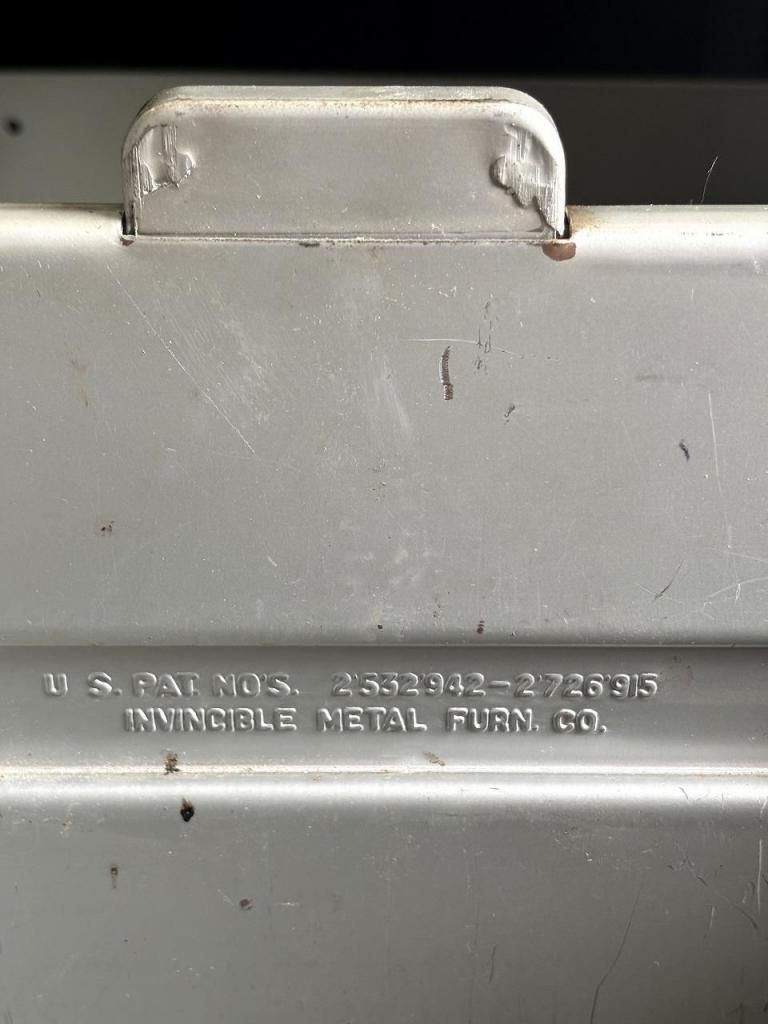 U S. PAT. NO'S. 2'532'942-2'726'915
INVINCIBLE METAL FURN. CO.